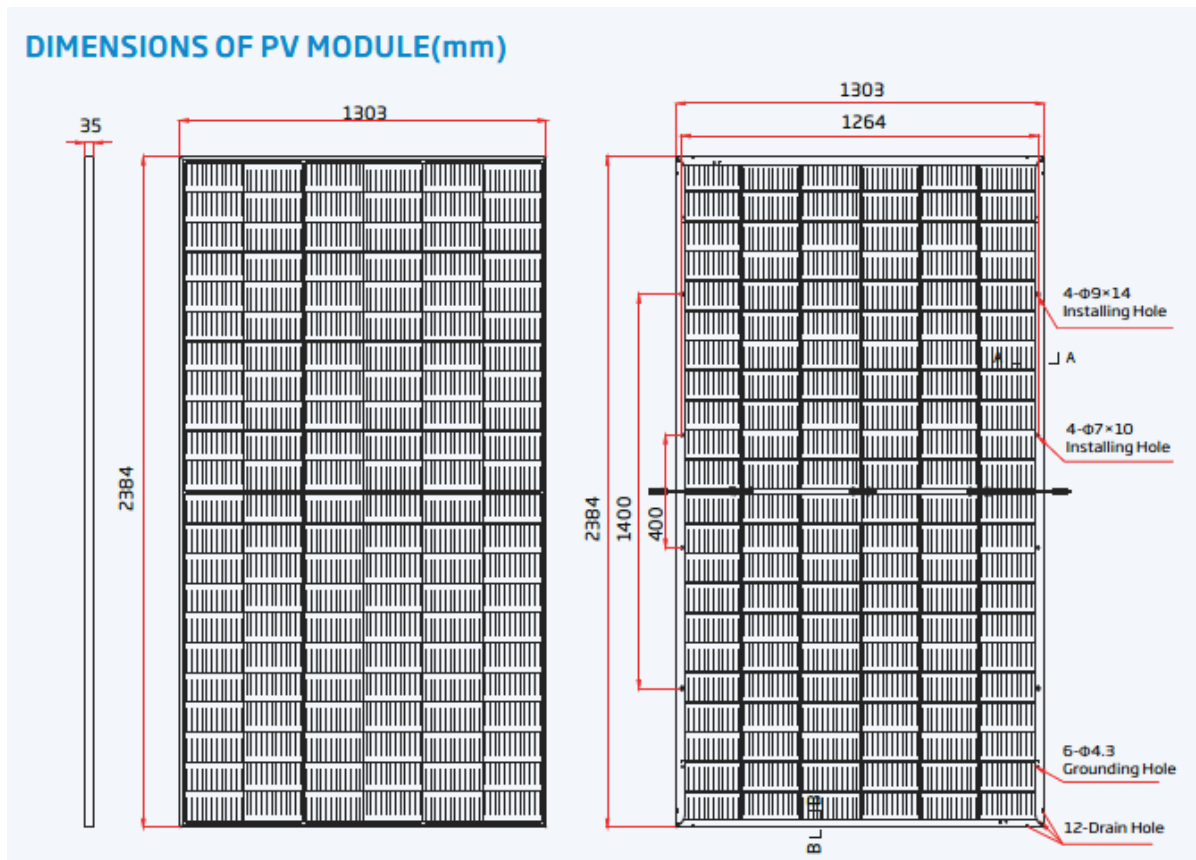 DIMENSIONS OF PV MODULE(mm)
35
1303
2384
1303
1264
2384
1400
400
4-Φ9×14
Installing Hole
A
A
4-Φ7×10
Installing Hole
6-Φ4.3
Grounding Hole
12-Drain Hole
B
B